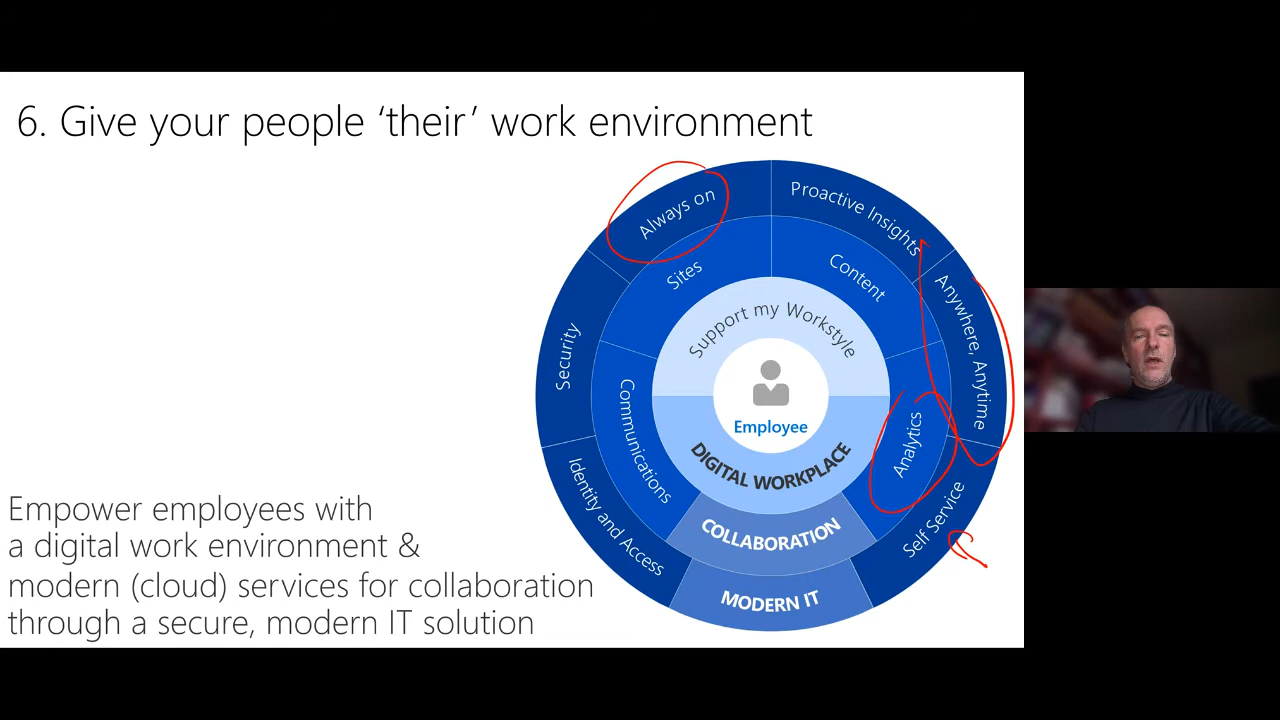 6. Give your people ‘their’ work environment
Always on
Proactive Insights
Anywhere, Anytime
Self Service
MODERN IT
Identity and Access
Security
Sites
Content
Analytics
COLLABORATION
Communications
Support my Workstyle
DIGITAL WORKPLACE
Employee
Empower employees with
a digital work environment &
modern (cloud) services for collaboration
through a secure, modern IT solution